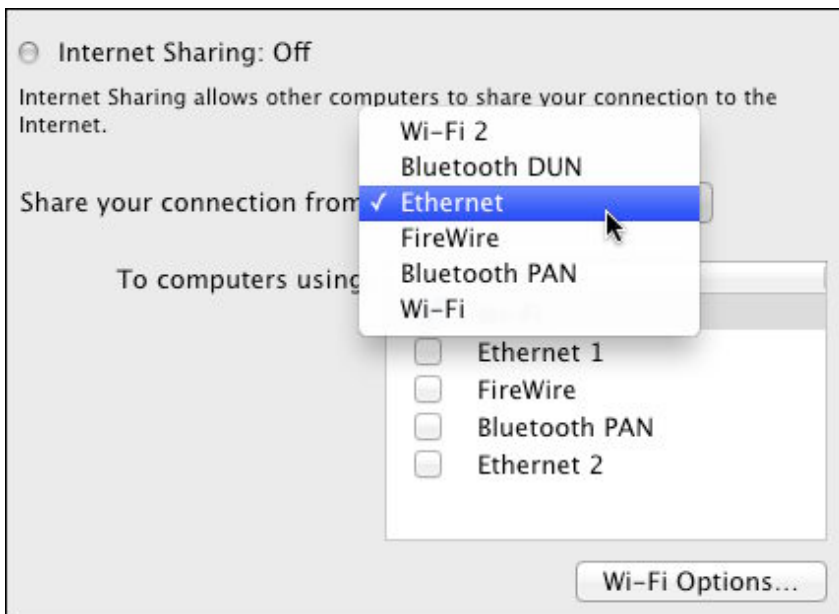 Internet Sharing: Off
Internet Sharing allows other computers to share your connection to the
Internet.
Wi-Fi 2
Bluetooth DUN
Share your connection from ✓ Ethernet
FireWire
Bluetooth PAN
To computers using
Wi-Fi
Ethernet 1
FireWire
Bluetooth PAN
Ethernet 2
Wi-Fi Options...